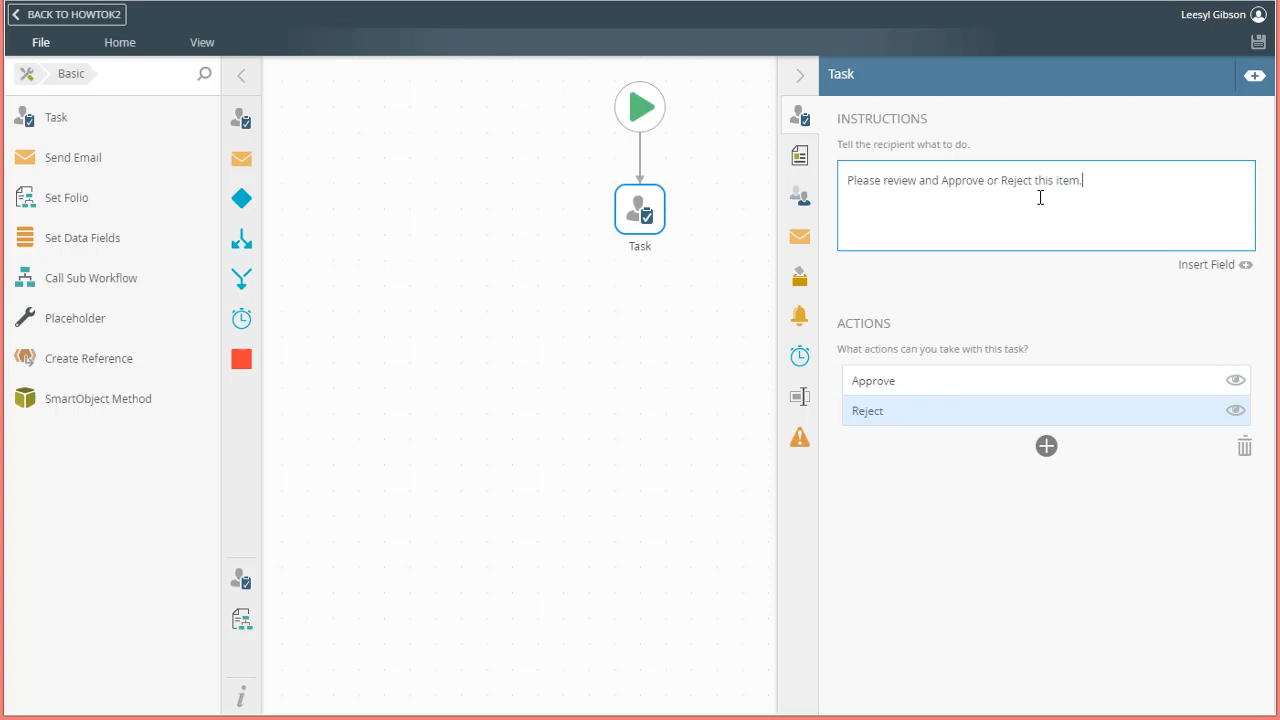 BACK TO HOWTOK2
Leesyl Gibson
File
Home
View
Basic
Task
Send Email
Set Folio
Set Data Fields
Call Sub Workflow
Placeholder
Create Reference
SmartObject Method
Task
Task
INSTRUCTIONS
Tell the recipient what to do.
Please review and Approve or Reject this item.
Insert Field
ACTIONS
What actions can you take with this task?
Approve
Reject